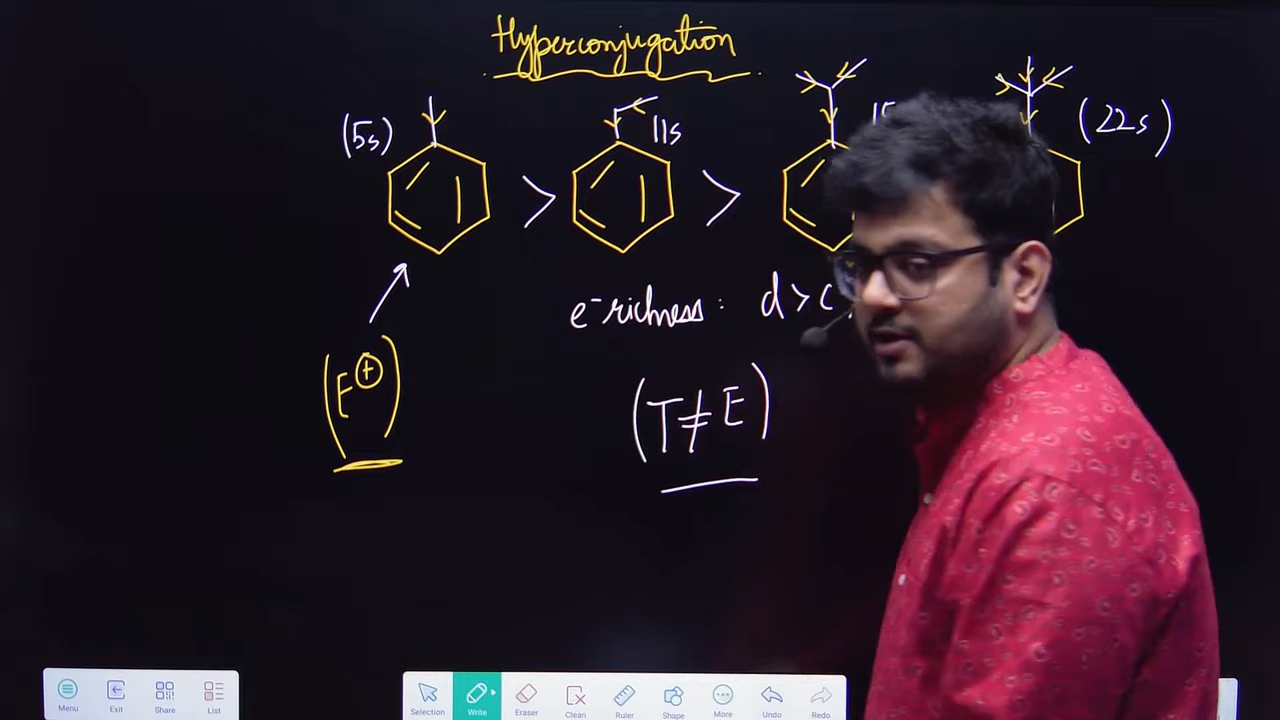 Hyperconjugation
(5s)
11s
(22s)
>
>
e⁻richness : d > c
(E⊕)
(T ≠ E)
Menu
Exit
Share
List
Selection
Write
Eraser
Clean
Ruler
Shape
More
Undo
Redo